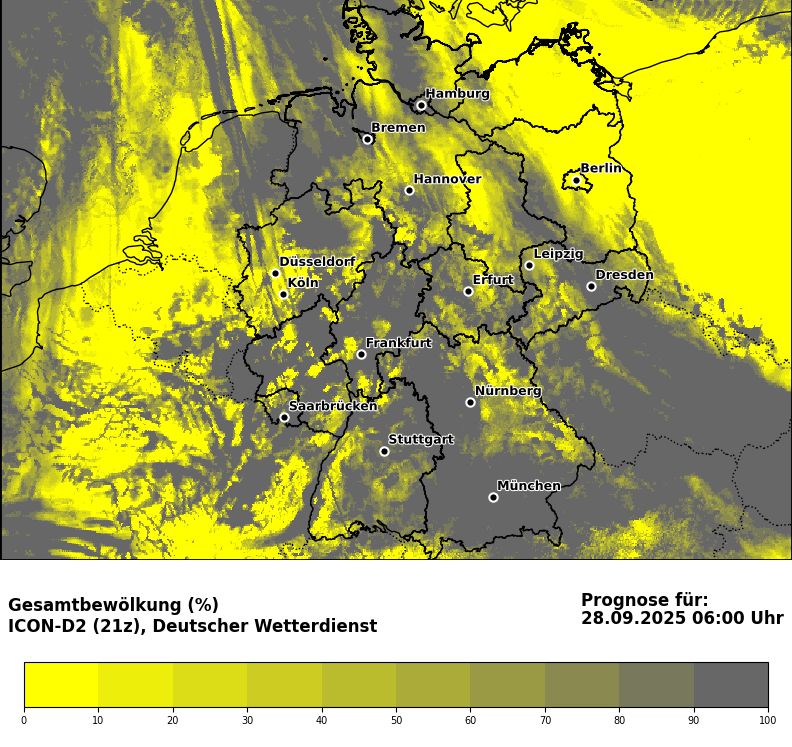 Hamburg
Bremen
Berlin
Hannover
Leipzig
Düsseldorf
Dresden
Erfurt
Köln
Frankfurt
Nürnberg
Saarbrücken
Stuttgart
München
Gesamtbewölkung (%)
ICON-D2 (21z), Deutscher Wetterdienst
Prognose für:
28.09.2025 06:00 Uhr
0 10 20 30 40 50 60 70 80 90 100